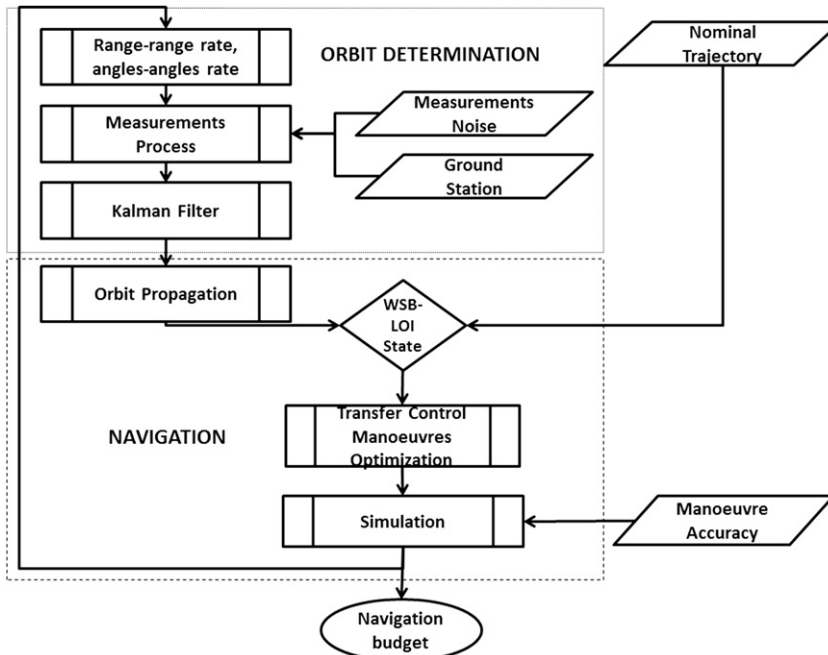 Range-range rate,
angles-angles rate
ORBIT DETERMINATION
Nominal
Trajectory
Measurements
Noise
Measurements
Process
Ground
Station
Kalman Filter
Orbit Propagation
WSB-
LOI
State
NAVIGATION
Transfer Control
Manoeuvres
Optimization
Simulation
Manoeuvre
Accuracy
Navigation
budget